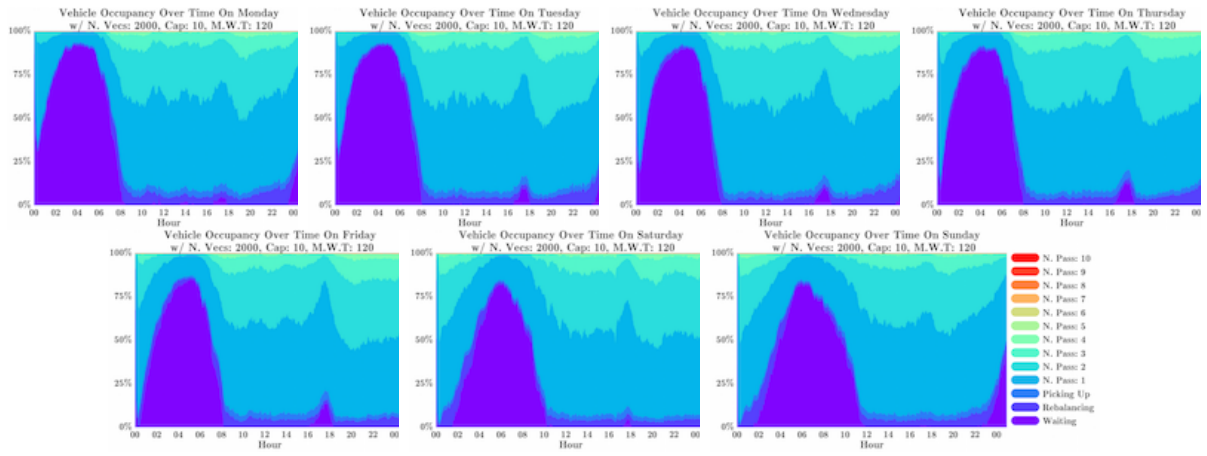 Vehicle Occupancy Over Time On Monday
w/ N. Vecs: 2000, Cap: 10, M.W.T: 120
100%
75%
50%
25%
0%
00 02 04 06 08 10 12 14 16 18 20 22 00
Hour
Vehicle Occupancy Over Time On Tuesday
w/ N. Vecs: 2000, Cap: 10, M.W.T: 120
100%
75%
50%
25%
0%
00 02 04 06 08 10 12 14 16 18 20 22 00
Hour
Vehicle Occupancy Over Time On Wednesday
w/ N. Vecs: 2000, Cap: 10, M.W.T: 120
100%
75%
50%
25%
0%
00 02 04 06 08 10 12 14 16 18 20 22 00
Hour
Vehicle Occupancy Over Time On Thursday
w/ N. Vecs: 2000, Cap: 10, M.W.T: 120
100%
75%
50%
25%
0%
00 02 04 06 08 10 12 14 16 18 20 22 00
Hour
Vehicle Occupancy Over Time On Friday
w/ N. Vecs: 2000, Cap: 10, M.W.T: 120
100%
75%
50%
25%
0%
00 02 04 06 08 10 12 14 16 18 20 22 00
Hour
Vehicle Occupancy Over Time On Saturday
w/ N. Vecs: 2000, Cap: 10, M.W.T: 120
100%
75%
50%
25%
0%
00 02 04 06 08 10 12 14 16 18 20 22 00
Hour
Vehicle Occupancy Over Time On Sunday
w/ N. Vecs: 2000, Cap: 10, M.W.T: 120
100%
75%
50%
25%
0%
00 02 04 06 08 10 12 14 16 18 20 22 00
Hour
N. Pass: 10
N. Pass: 9
N. Pass: 8
N. Pass: 7
N. Pass: 6
N. Pass: 5
N. Pass: 4
N. Pass: 3
N. Pass: 2
N. Pass: 1
Picking Up
Rebalancing
Waiting